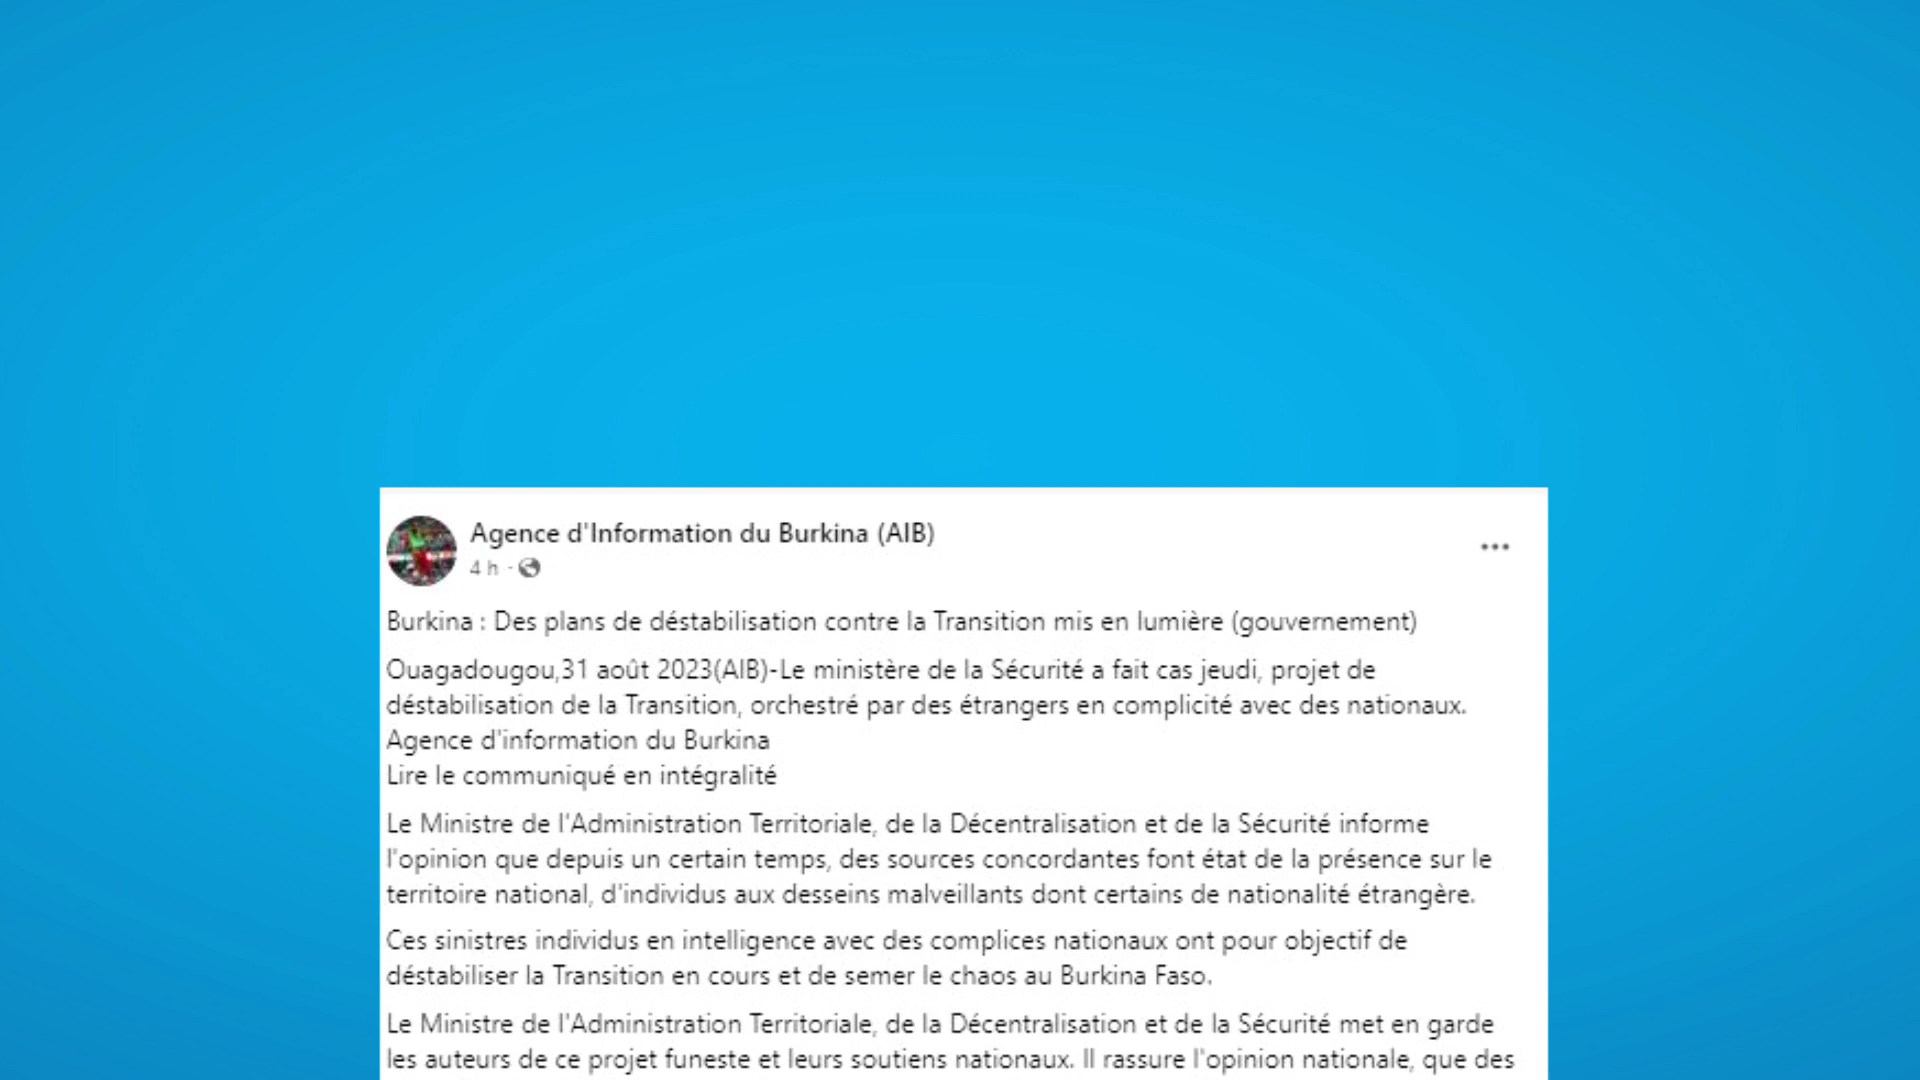 Agence d'Information du Burkina (AIB)
4 h ·
Burkina : Des plans de déstabilisation contre la Transition mis en lumière (gouvernement)
Ouagadougou,31 août 2023(AIB)-Le ministère de la Sécurité a fait cas jeudi, projet de
déstabilisation de la Transition, orchestré par des étrangers en complicité avec des nationaux.
Agence d'information du Burkina
Lire le communiqué en intégralité
Le Ministre de l'Administration Territoriale, de la Décentralisation et de la Sécurité informe
l'opinion que depuis un certain temps, des sources concordantes font état de la présence sur le
territoire national, d'individus aux desseins malveillants dont certains de nationalité étrangère.
Ces sinistres individus en intelligence avec des complices nationaux ont pour objectif de
déstabiliser la Transition en cours et de semer le chaos au Burkina Faso.
Le Ministre de l'Administration Territoriale, de la Décentralisation et de la Sécurité met en garde
les auteurs de ce projet funeste et leurs soutiens nationaux. Il rassure l'opinion nationale, que des